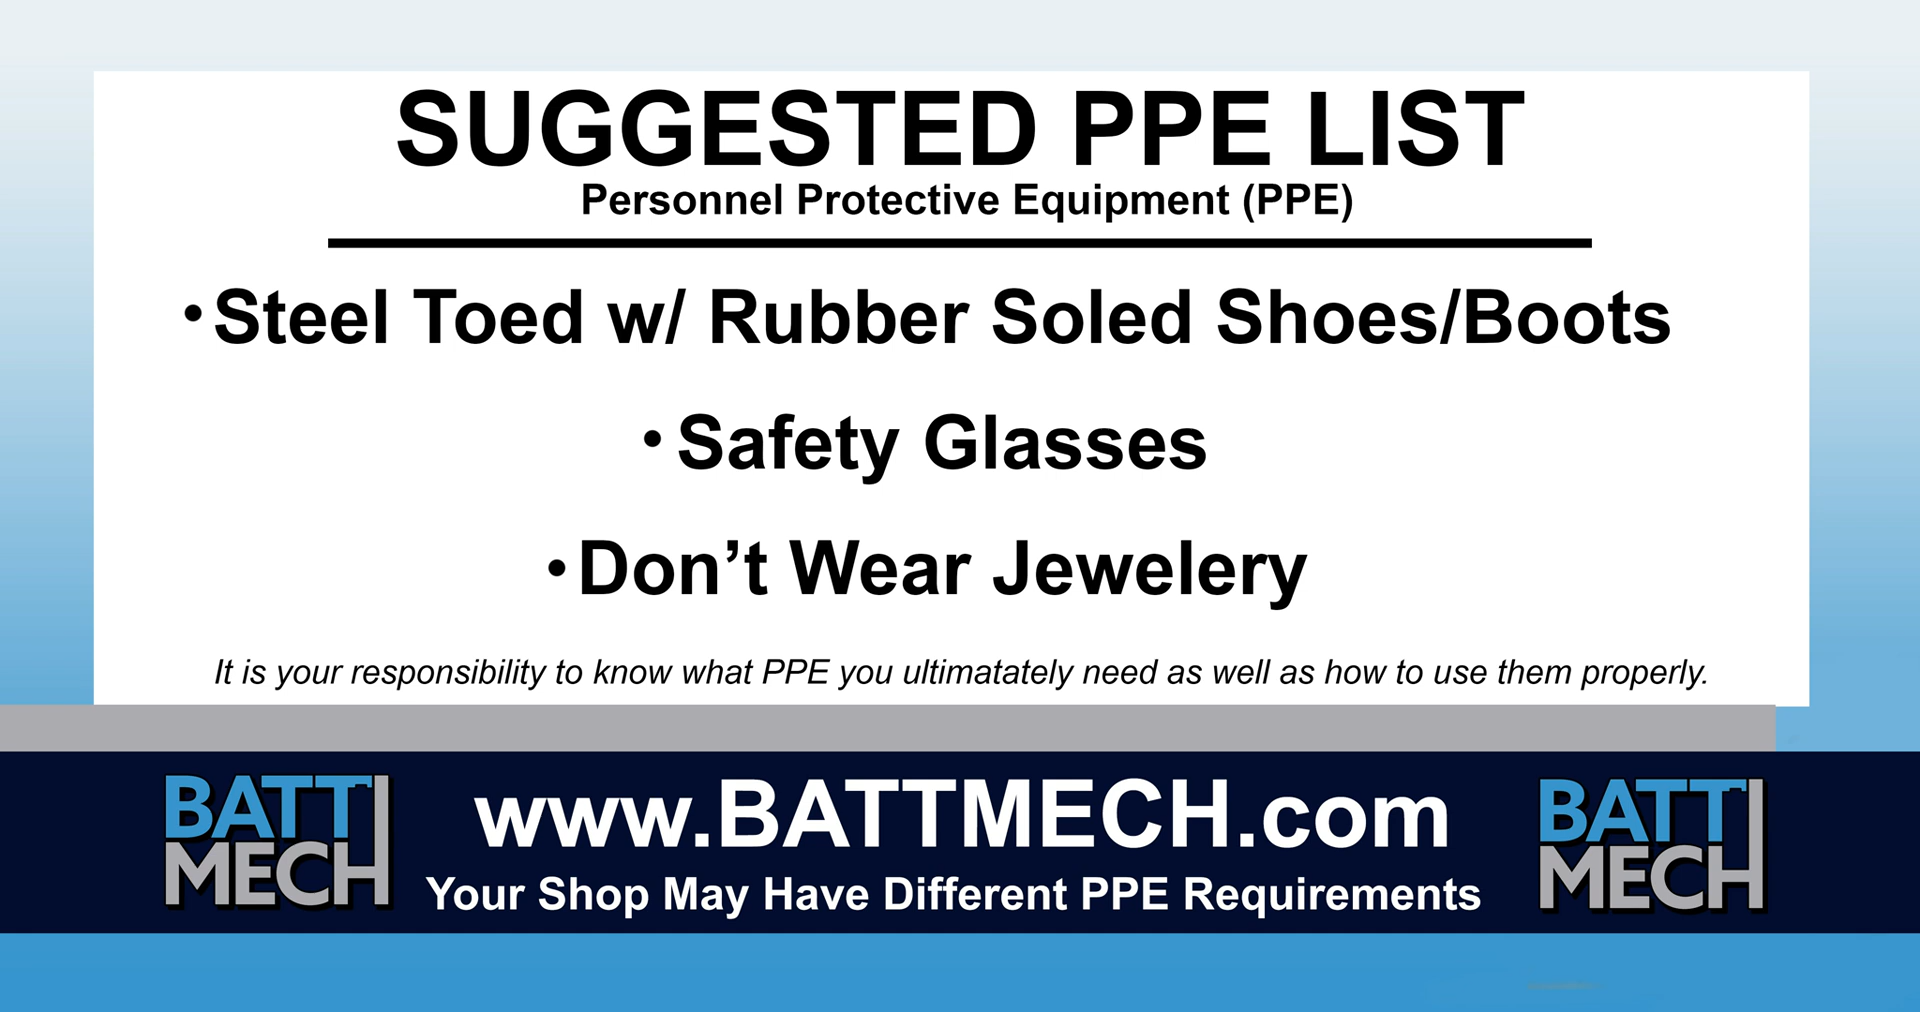 SUGGESTED PPE LIST
Personnel Protective Equipment (PPE)
•Steel Toed w/ Rubber Soled Shoes/Boots
•Safety Glasses
•Don’t Wear Jewelery
It is your responsibility to know what PPE you ultimatately need as well as how to use them properly.
BATT
MECH
www.BATTMECH.com
Your Shop May Have Different PPE Requirements
BATT
MECH